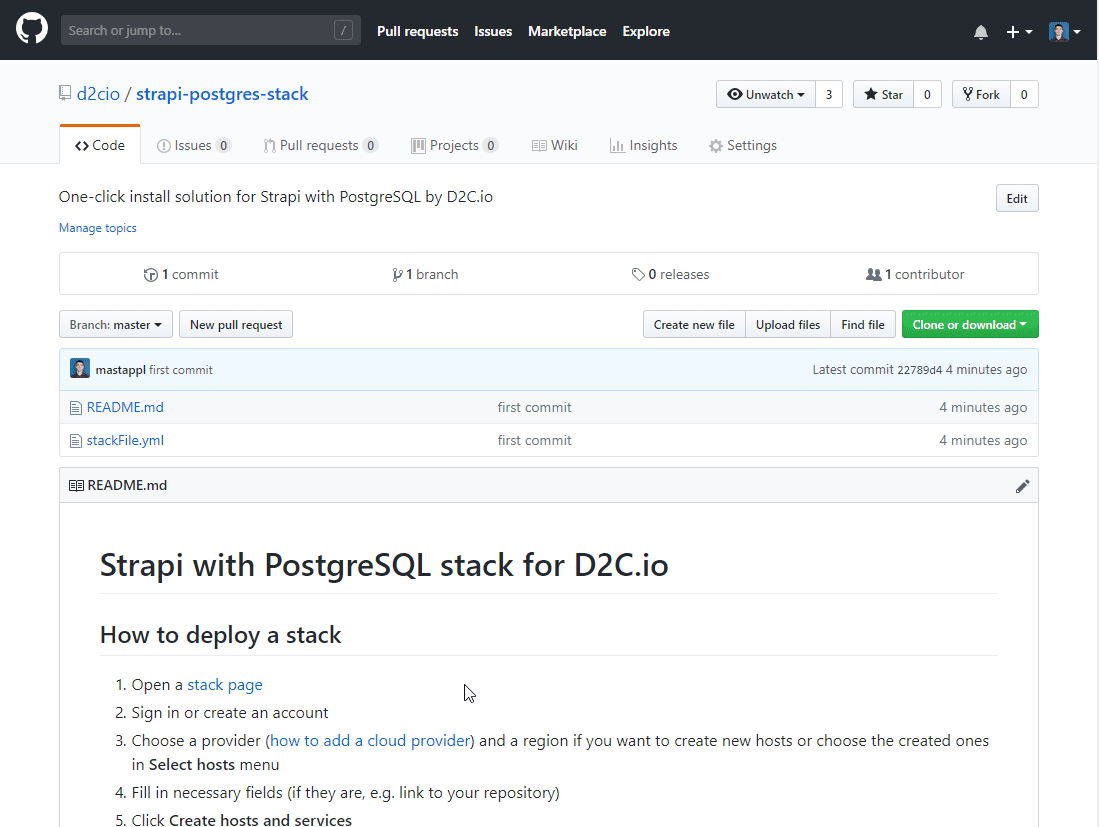 Search or jump to... / Pull requests Issues Marketplace Explore
d2cio / strapi-postgres-stack Unwatch 3 Star 0 Fork 0
Code Issues 0 Pull requests 0 Projects 0 Wiki Insights Settings
One-click install solution for Strapi with PostgreSQL by D2C.io Edit
Manage topics
1 commit 1 branch 0 releases 1 contributor
Branch: master New pull request Create new file Upload files Find file Clone or download
mastappl first commit Latest commit 22789d4 4 minutes ago
README.md first commit 4 minutes ago
stackFile.yml first commit 4 minutes ago
README.md
Strapi with PostgreSQL stack for D2C.io
How to deploy a stack
1. Open a stack page
2. Sign in or create an account
3. Choose a provider (how to add a cloud provider) and a region if you want to create new hosts or choose the created ones
in Select hosts menu
4. Fill in necessary fields (if they are, e.g. link to your repository)
5. Click Create hosts and services